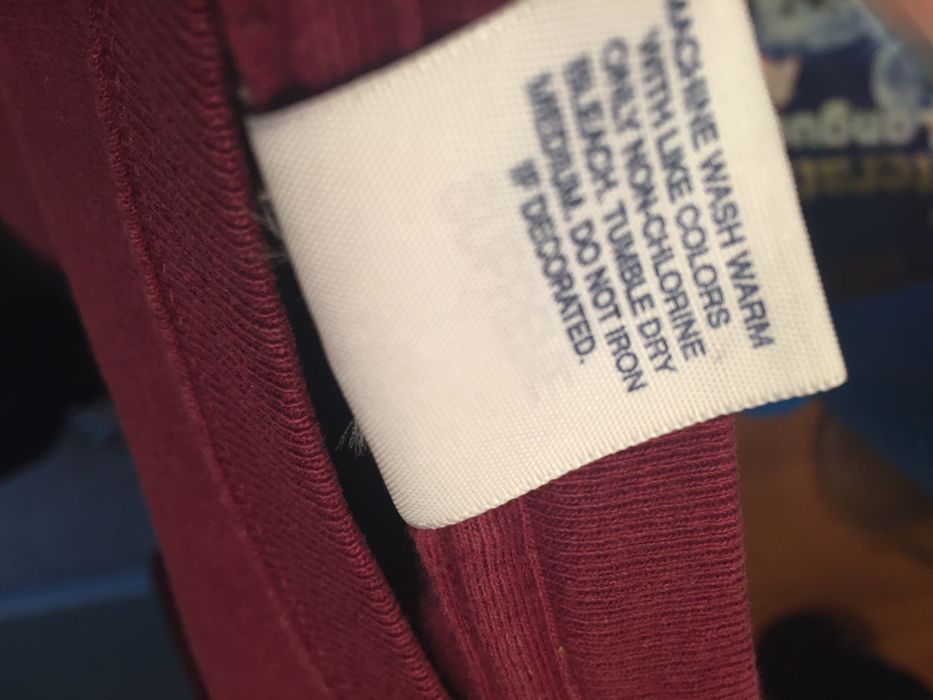 MACHINE WASH WARM
WITH LIKE COLORS
ONLY NON-CHLORINE
BLEACH. TUMBLE DRY
MEDIUM. DO NOT IRON
IF DECORATED.